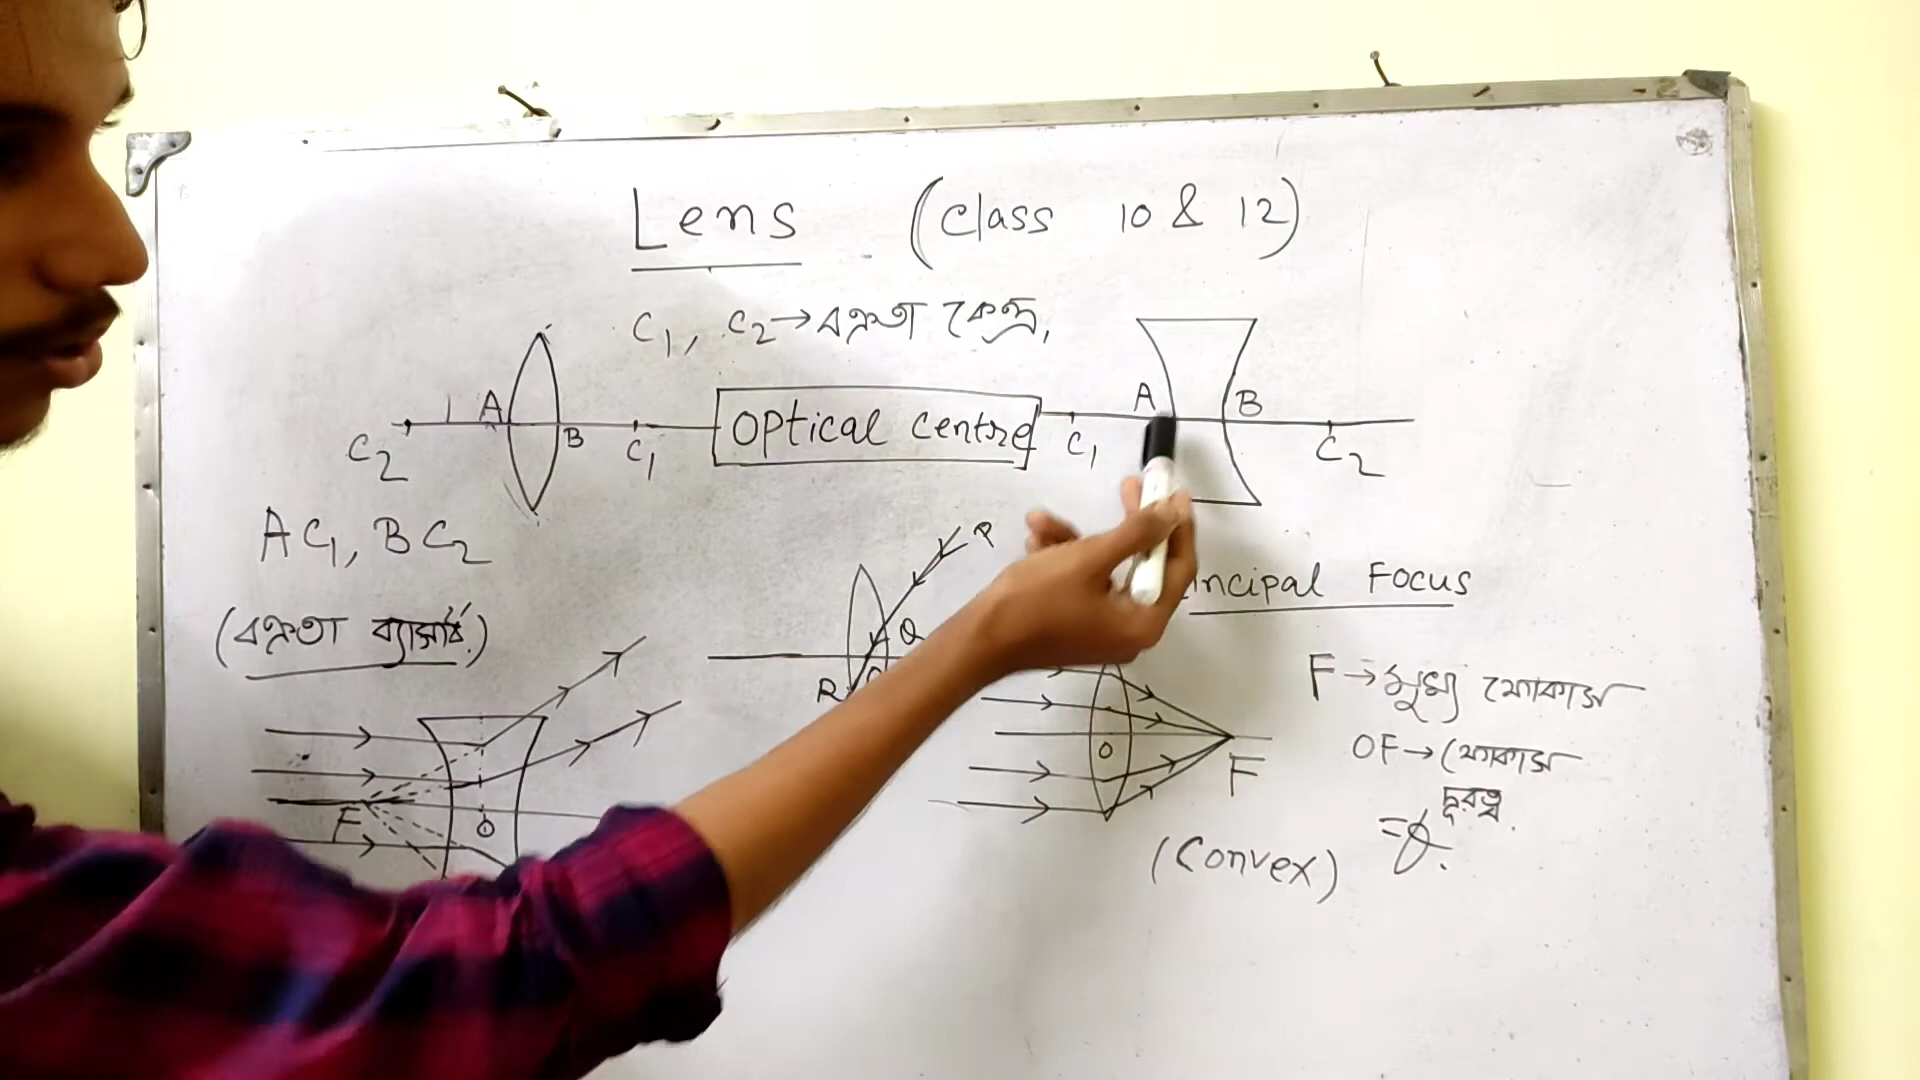 Lens (Class 10 & 12)
C1, C2→বক্রতা কেন্দ্র,
A
B
C2
C1
Optical Centre
A
B
C1
C2
AC1, BC2
(বক্রতা ব্যাসার্ধ)
P
Q
R
ncipal Focus
F→মুখ্য ফোকাস
OF→ফোকাস
দূরত্ব
=f.
F
O
O
F
(Convex)